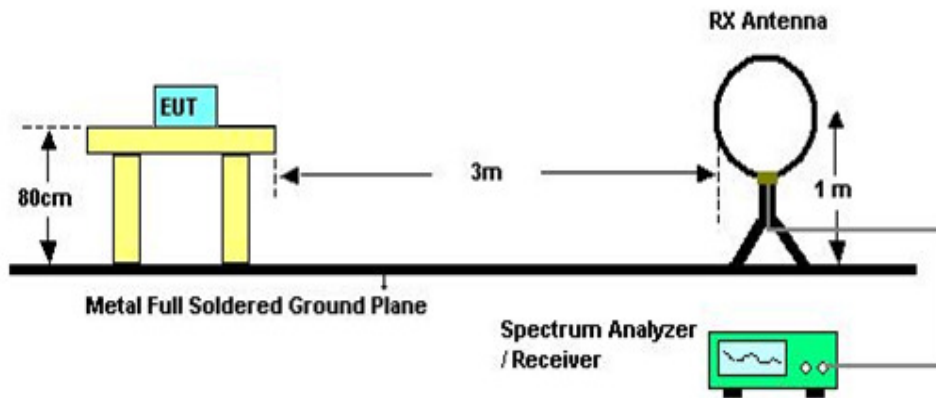 RX Antenna
EUT
80cm
3m
1 m
Metal Full Soldered Ground Plane
Spectrum Analyzer
/ Receiver